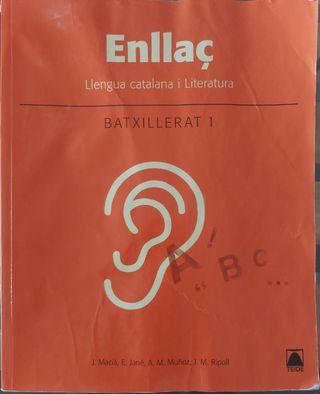 Enllaç
Llengua catalana i Literatura
BATXILLERAT 1
A!
B C
“ ...
J. Macià, E. Jané, A. M. Muñoz, J. M. Ripoll
TEIDE